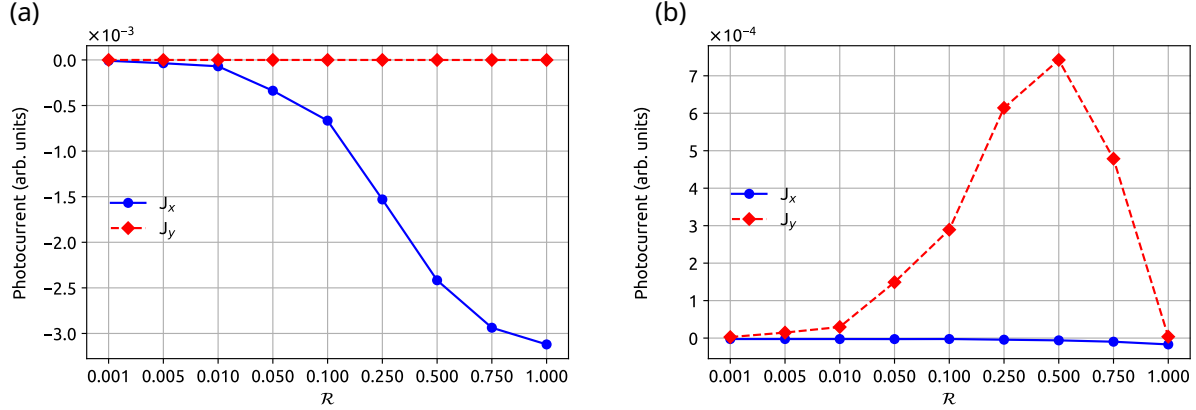 (a)
×10⁻³
Photocurrent (arb. units)
0.0
−0.5
−1.0
−1.5
−2.0
−2.5
−3.0
Jₓ
J_y
0.001 0.005 0.010 0.050 0.100 0.250 0.500 0.750 1.000
ℛ
(b)
×10⁻⁴
Photocurrent (arb. units)
7
6
5
4
3
2
1
0
Jₓ
J_y
0.001 0.005 0.010 0.050 0.100 0.250 0.500 0.750 1.000
ℛ